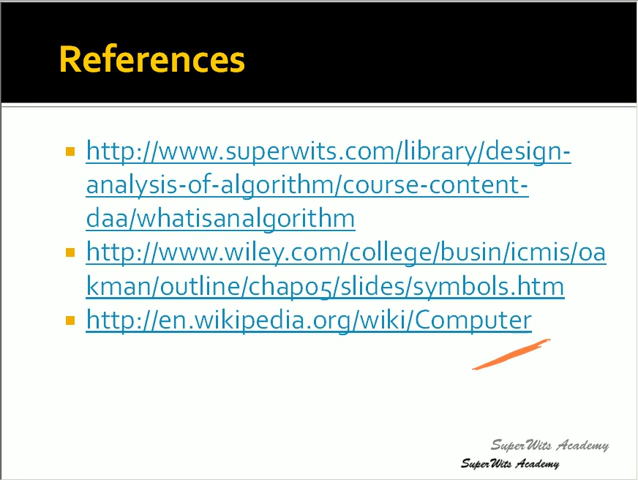 References
http://www.superwits.com/library/design-
analysis-of-algorithm/course-content-
daa/whatisanalgorithm
http://www.wiley.com/college/busin/icmis/oa
kman/outline/chap05/slides/symbols.htm
http://en.wikipedia.org/wiki/Computer
SuperWits Academy
SuperWits Academy